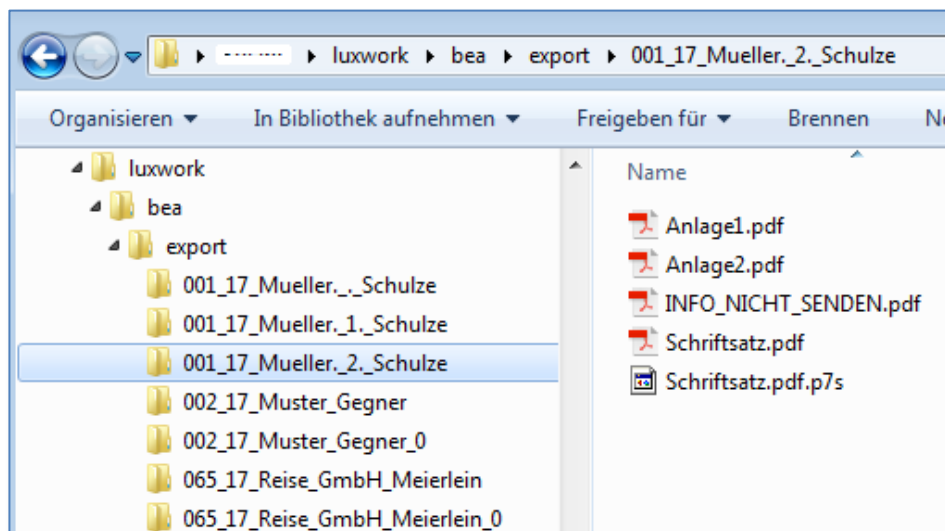 luxwork bea export 001_17_Mueller._2._Schulze
Organisieren In Bibliothek aufnehmen Freigeben für Brennen
luxwork
bea
export
001_17_Mueller._._Schulze
001_17_Mueller._1._Schulze
001_17_Mueller._2._Schulze
002_17_Muster_Gegner
002_17_Muster_Gegner_0
065_17_Reise_GmbH_Meierlein
065_17_Reise_GmbH_Meierlein_0
Name
Anlage1.pdf
Anlage2.pdf
INFO_NICHT_SENDEN.pdf
Schriftsatz.pdf
Schriftsatz.pdf.p7s